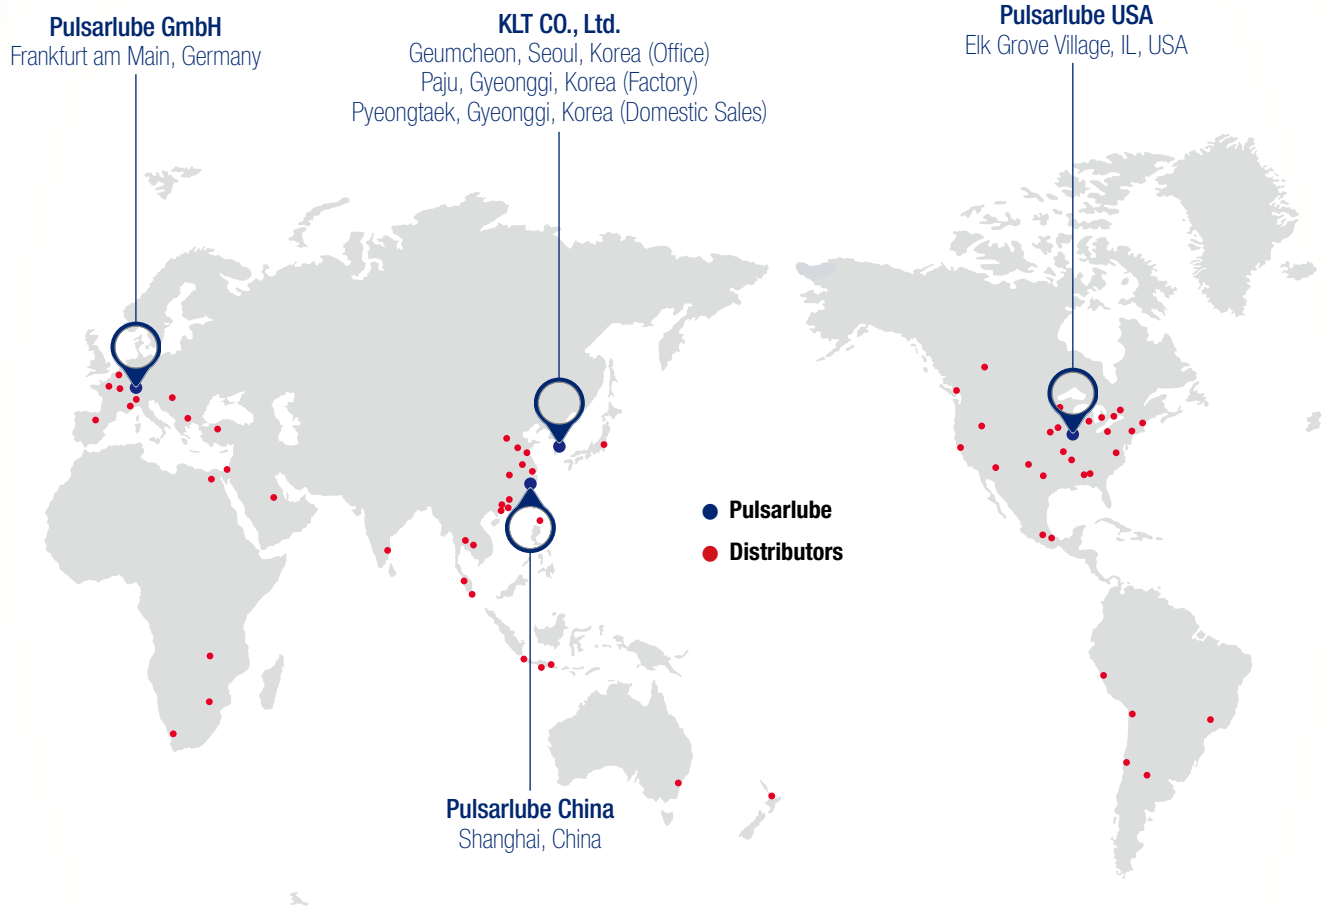 Pulsarlube GmbH
Frankfurt am Main, Germany
KLT CO., Ltd.
Geumcheon, Seoul, Korea (Office)
Paju, Gyeonggi, Korea (Factory)
Pyeongtaek, Gyeonggi, Korea (Domestic Sales)
Pulsarlube USA
Elk Grove Village, IL, USA
Pulsarlube
Distributors
Pulsarlube China
Shanghai, China